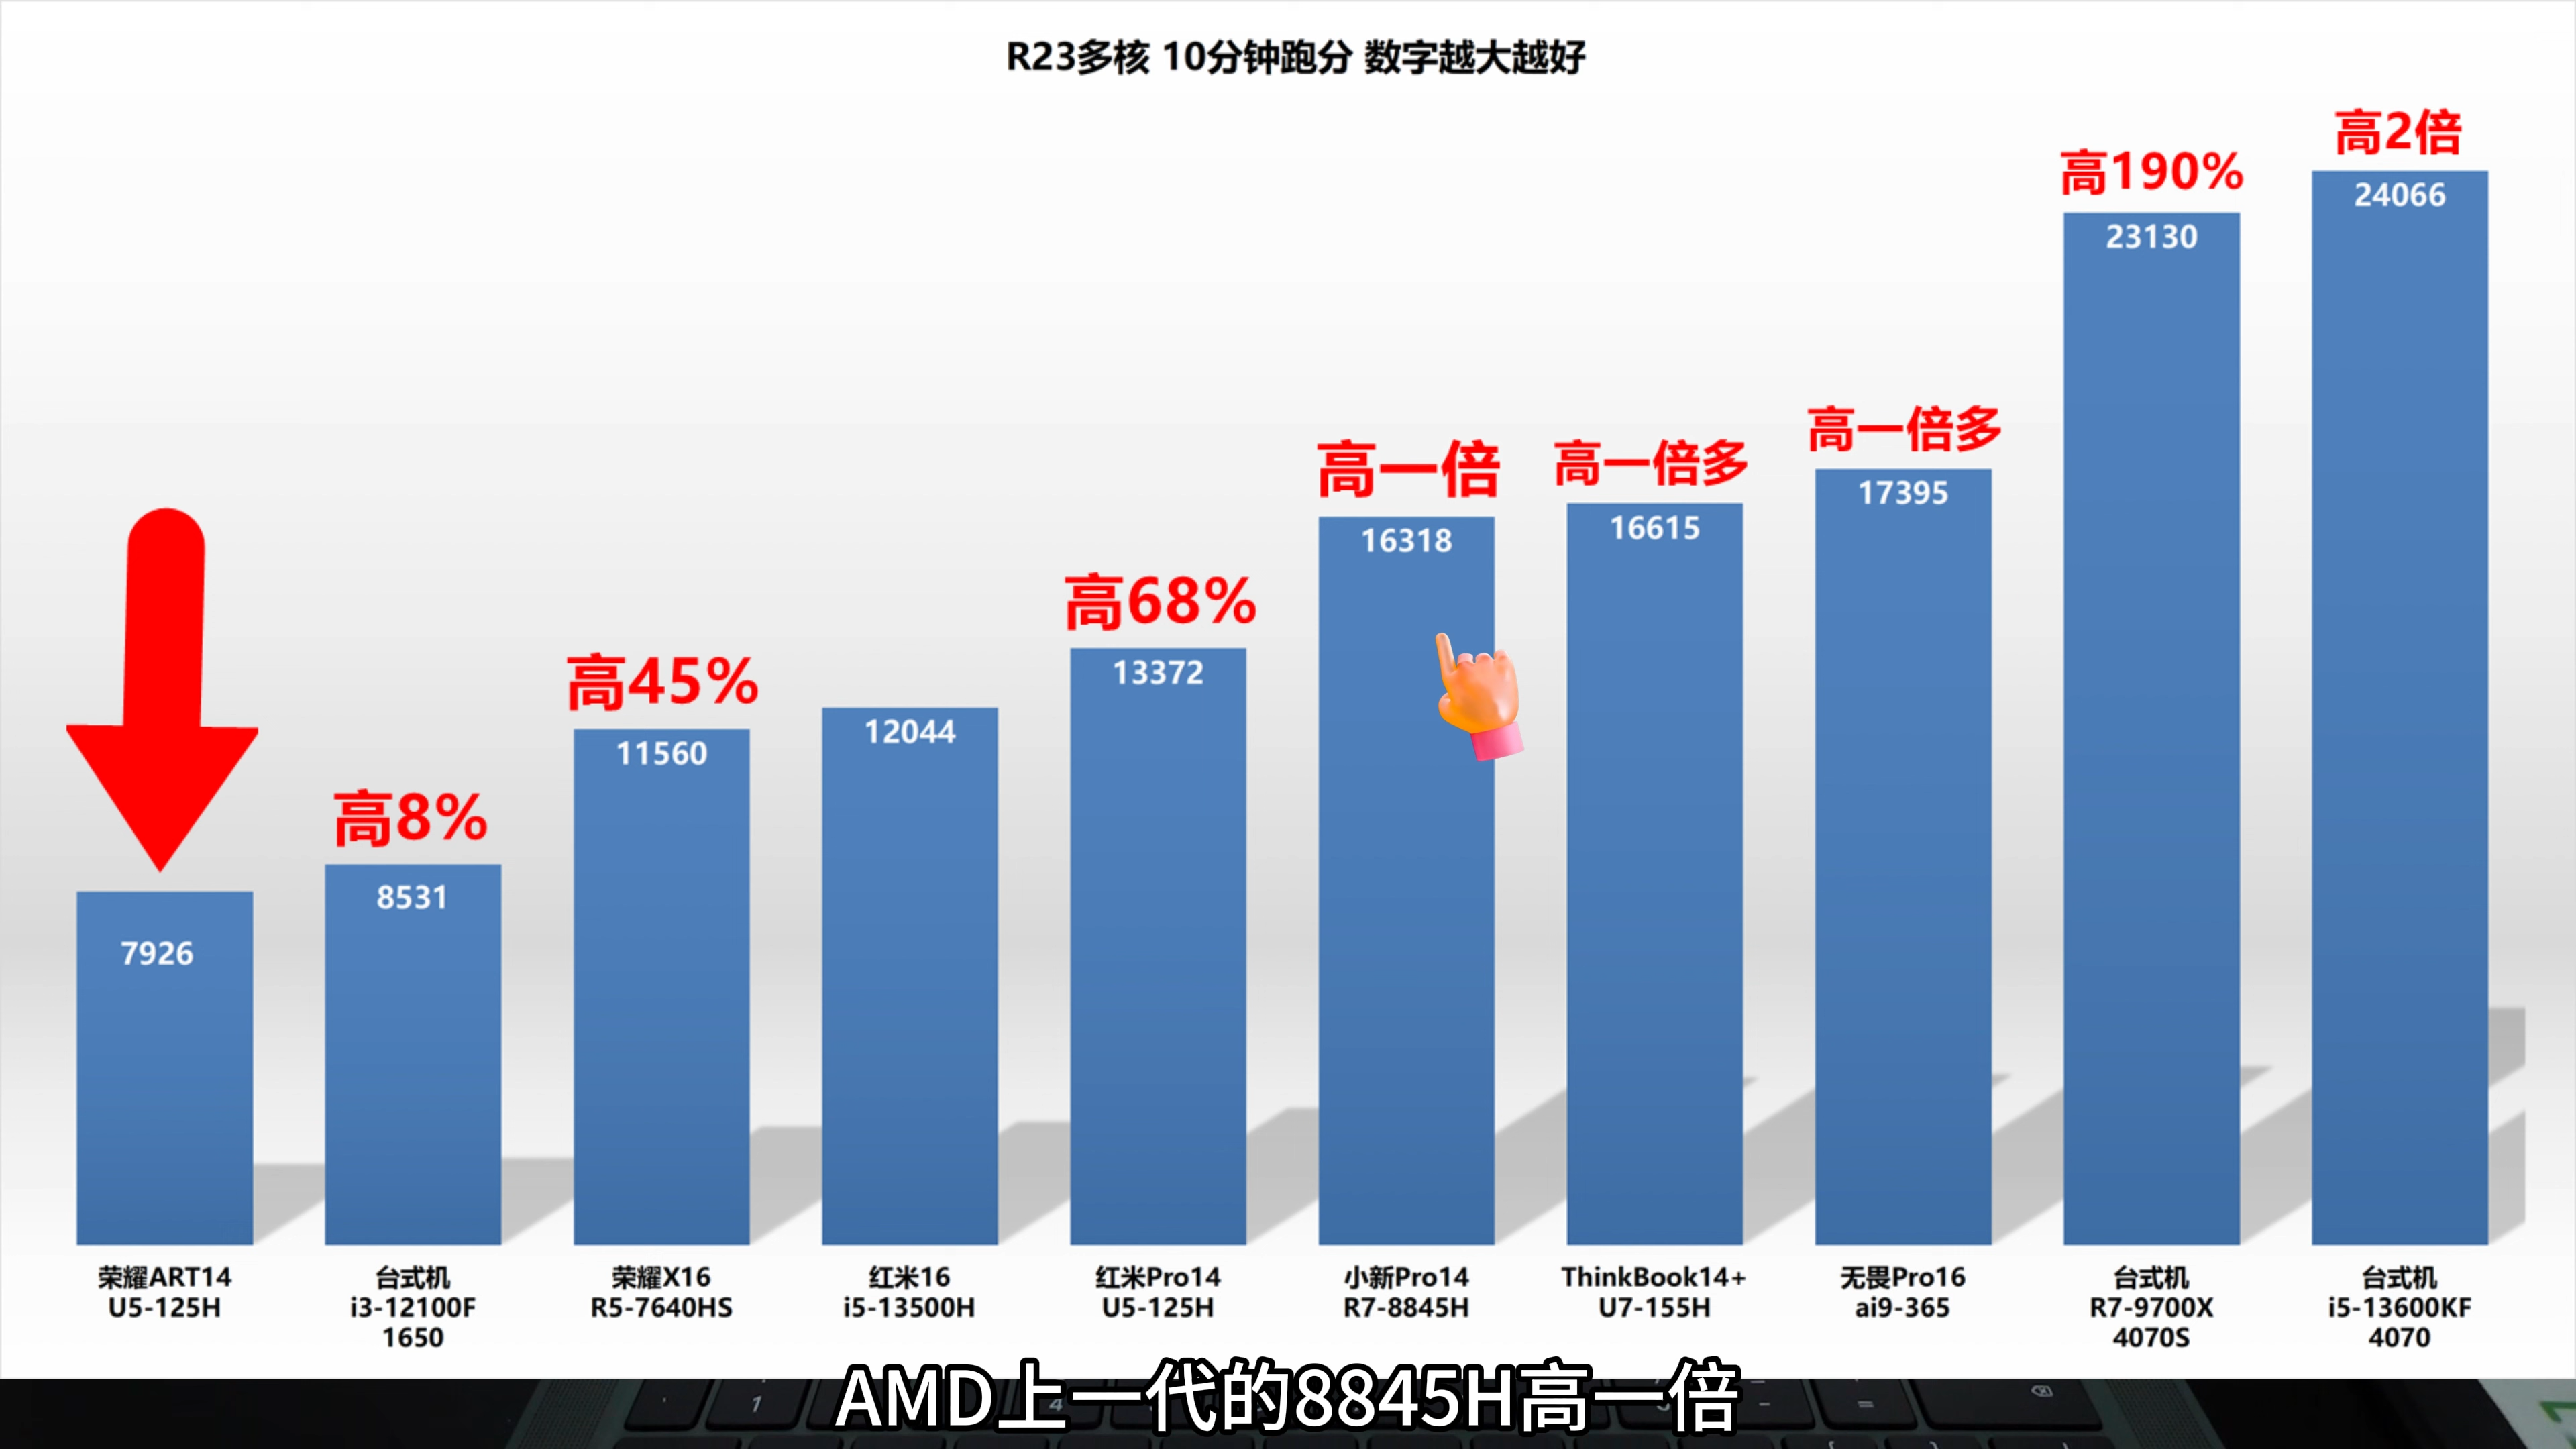 R23多核 10分钟跑分 数字越大越好
高2倍
高190%
24066
23130
高一倍多
高一倍
高一倍多
17395
16318
16615
高68%
13372
高45%
12044
11560
高8%
8531
7926
荣耀ART14
U5-125H
台式机
i3-12100F
1650
荣耀X16
R5-7640HS
红米16
i5-13500H
红米Pro14
U5-125H
小新Pro14
R7-8845H
ThinkBook14+
U7-155H
无畏Pro16
ai9-365
台式机
R7-9700X
4070S
台式机
i5-13600KF
4070
AMD上一代的8845H高一倍
1
4